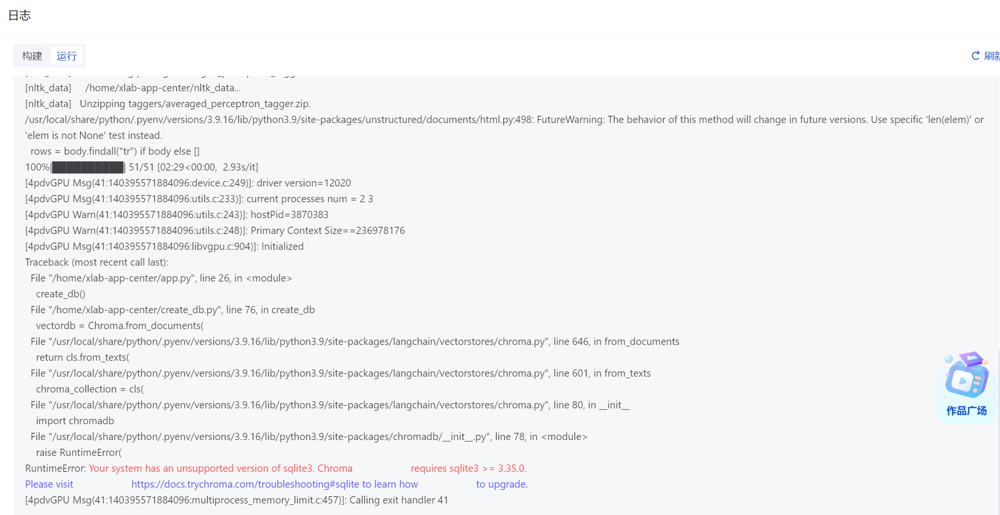 日志
构建
运行
刷新
[nltk_data]     /home/xlab-app-center/nltk_data...
[nltk_data]   Unzipping taggers/averaged_perceptron_tagger.zip.
/usr/local/share/python/.pyenv/versions/3.9.16/lib/python3.9/site-packages/unstructured/documents/html.py:498: FutureWarning: The behavior of this method will change in future versions. Use specific 'len(elem)' or
'elem is not None' test instead.
  rows = body.findall("tr") if body else []
100%|██████████| 51/51 [02:29<00:00,  2.93s/it]
[4pdvGPU Msg(41:140395571884096:device.c:249)]: driver version=12020
[4pdvGPU Msg(41:140395571884096:utils.c:233)]: current processes num = 2 3
[4pdvGPU Warn(41:140395571884096:utils.c:243)]: hostPid=3870383
[4pdvGPU Warn(41:140395571884096:utils.c:248)]: Primary Context Size==236978176
[4pdvGPU Msg(41:140395571884096:libvgpu.c:904)]: Initialized
Traceback (most recent call last):
  File "/home/xlab-app-center/app.py", line 26, in <module>
    create_db()
  File "/home/xlab-app-center/create_db.py", line 76, in create_db
    vectordb = Chroma.from_documents(
  File "/usr/local/share/python/.pyenv/versions/3.9.16/lib/python3.9/site-packages/langchain/vectorstores/chroma.py", line 646, in from_documents
    return cls.from_texts(
  File "/usr/local/share/python/.pyenv/versions/3.9.16/lib/python3.9/site-packages/langchain/vectorstores/chroma.py", line 601, in from_texts
    chroma_collection = cls(
  File "/usr/local/share/python/.pyenv/versions/3.9.16/lib/python3.9/site-packages/langchain/vectorstores/chroma.py", line 80, in __init__
    import chromadb
  File "/usr/local/share/python/.pyenv/versions/3.9.16/lib/python3.9/site-packages/chromadb/__init__.py", line 78, in <module>
    raise RuntimeError(
RuntimeError: Your system has an unsupported version of sqlite3. Chroma                     requires sqlite3 >= 3.35.0.
Please visit                     https://docs.trychroma.com/troubleshooting#sqlite to learn how                     to upgrade.
[4pdvGPU Msg(41:140395571884096:multiprocess_memory_limit.c:457)]: Calling exit handler 41
作品广场